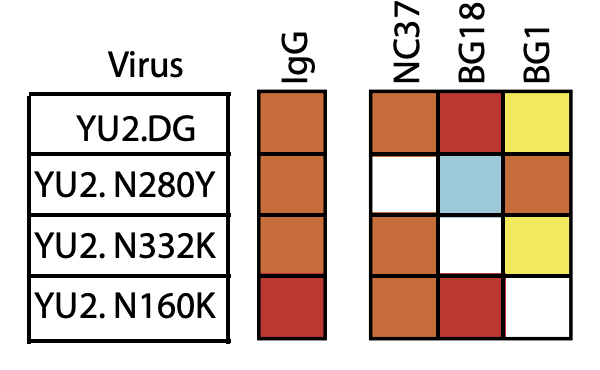 Virus
IgG
NC37
BG18
BG1
YU2.DG
YU2. N280Y
YU2. N332K
YU2. N160K